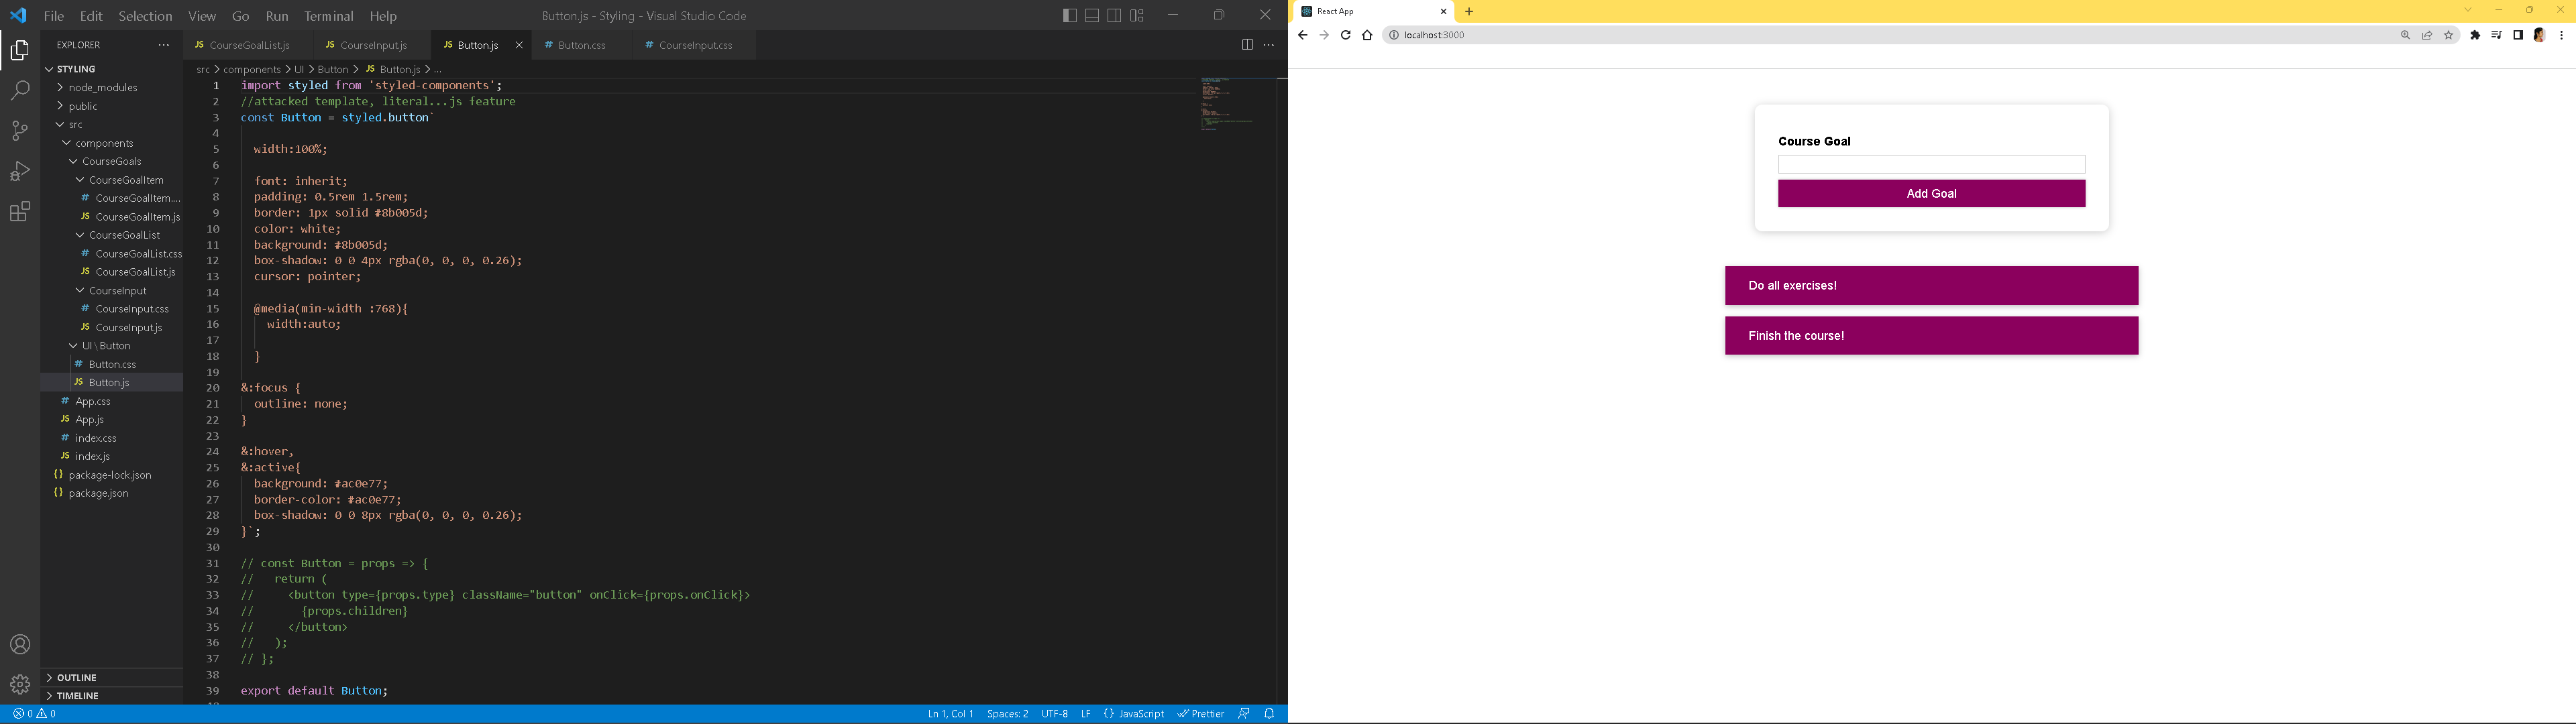 File Edit Selection View Go Run Terminal Help
Button.js - Styling - Visual Studio Code
EXPLORER
STYLING
node_modules
public
src
components
CourseGoals
CourseGoalItem
# CourseGoalItem....
JS CourseGoalItem.js
CourseGoalList
# CourseGoalList.css
JS CourseGoalList.js
CourseInput
# CourseInput.css
JS CourseInput.js
UI \ Button
# Button.css
JS Button.js
# App.css
JS App.js
# index.css
JS index.js
{} package-lock.json
{} package.json
OUTLINE
TIMELINE
JS CourseGoalList.js JS CourseInput.js JS Button.js # Button.css # CourseInput.css
src > components > UI > Button > JS Button.js > ...
1 import styled from 'styled-components';
2 //attacked template, literal...js feature
3 const Button = styled.button`
4
5 width:100%;
6
7 font: inherit;
8 padding: 0.5rem 1.5rem;
9 border: 1px solid #8b005d;
10 color: white;
11 background: #8b005d;
12 box-shadow: 0 0 4px rgba(0, 0, 0, 0.26);
13 cursor: pointer;
14
15 @media(min-width :768){
16 width:auto;
17
18 }
19
20 &:focus {
21 outline: none;
22 }
23
24 &:hover,
25 &:active{
26 background: #ac0e77;
27 border-color: #ac0e77;
28 box-shadow: 0 0 8px rgba(0, 0, 0, 0.26);
29 }`;
30
31 // const Button = props => {
32 // return (
33 // <button type={props.type} className="button" onClick={props.onClick}>
34 // {props.children}
35 // </button>
36 // );
37 // };
38
39 export default Button;
0 0
Ln 1, Col 1 Spaces: 2 UTF-8 LF {} JavaScript Prettier
React App
localhost:3000
Course Goal
Add Goal
Do all exercises!
Finish the course!